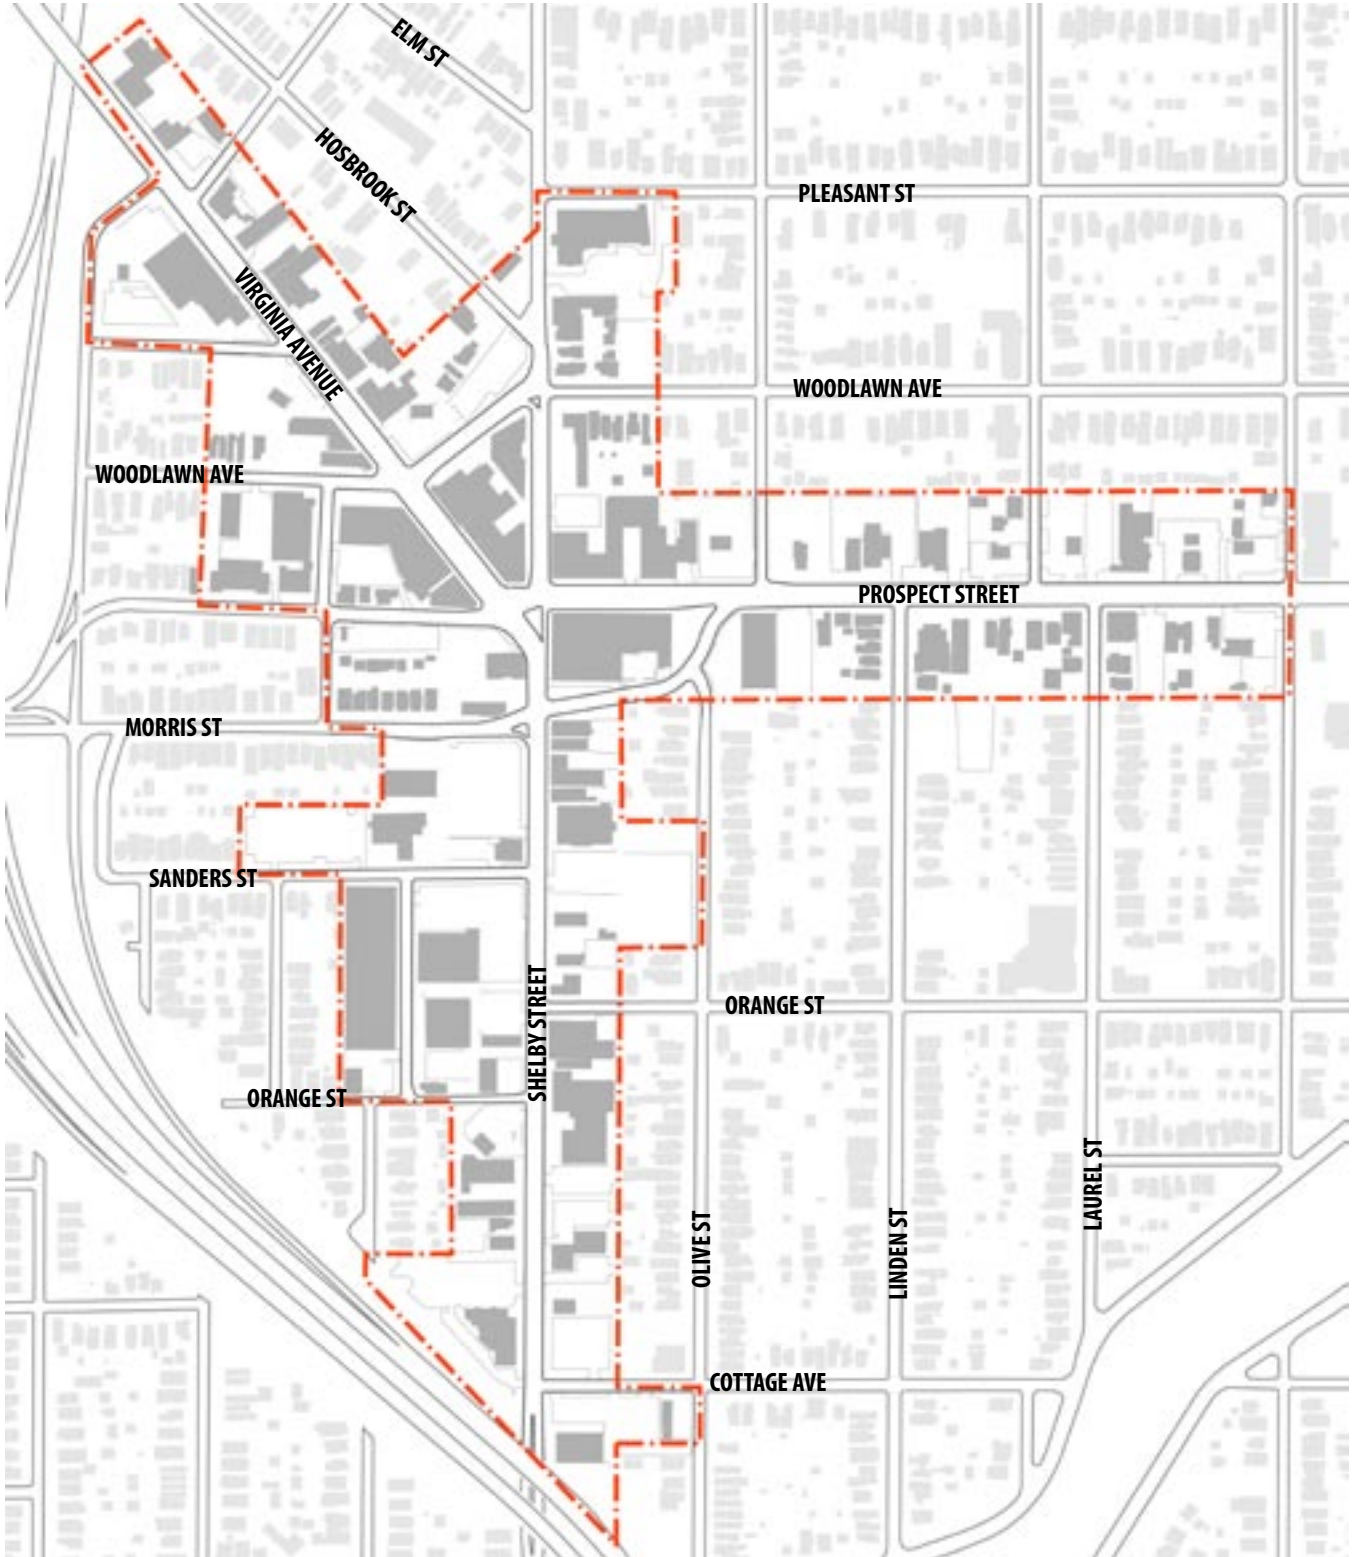 ELM ST
HOSBROOK ST
PLEASANT ST
VIRGINIA AVENUE
WOODLAWN AVE
WOODLAWN AVE
PROSPECT STREET
MORRIS ST
SANDERS ST
SHELBY STREET
ORANGE ST
ORANGE ST
OLIVE ST
LINDEN ST
LAUREL ST
COTTAGE AVE